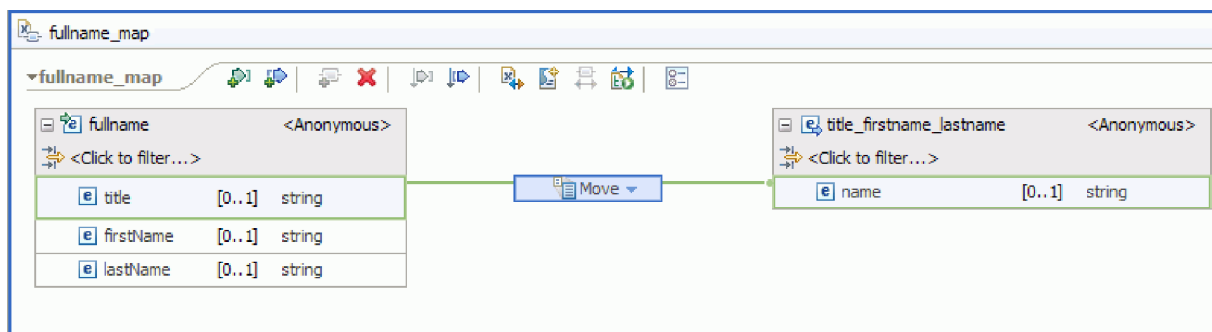 fullname_map
fullname_map
fullname <Anonymous>
<Click to filter...>
title [0..1] string
firstName [0..1] string
lastName [0..1] string
Move
title_firstname_lastname <Anonymous>
<Click to filter...>
name [0..1] string